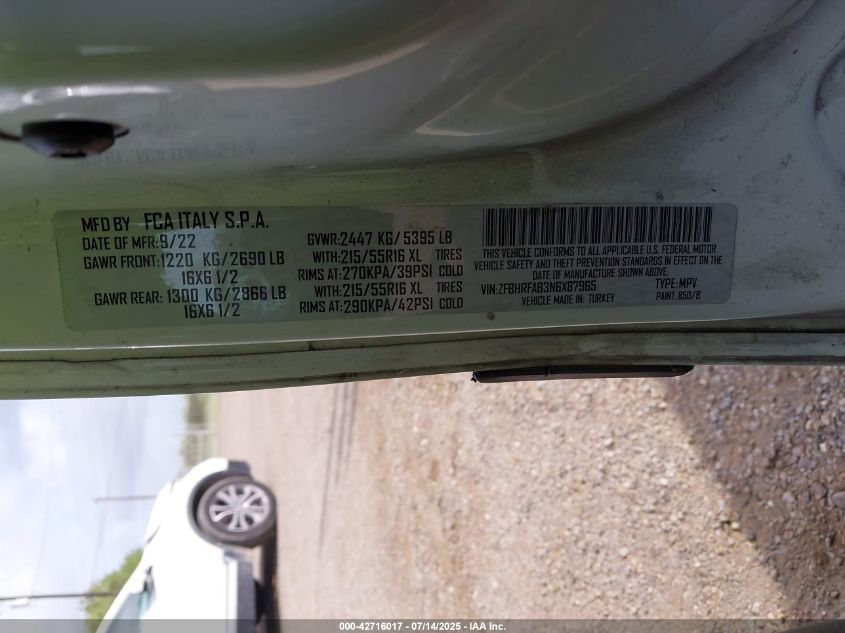 MFD BY FCA ITALY S.P.A.
DATE OF MFR: 9/22
GAWR FRONT: 1220 KG/2690 LB
16X6 1/2
GAWR REAR: 1300 KG/2866 LB
16X6 1/2
GVWR: 2447 KG/5395 LB
WITH: 215/55R16 XL TIRES
RIMS AT: 270KPA/39PSI COLD
WITH: 215/55R16 XL TIRES
RIMS AT: 290KPA/42PSI COLD
THIS VEHICLE CONFORMS TO ALL APPLICABLE U.S. FEDERAL MOTOR
VEHICLE SAFETY AND THEFT PREVENTION STANDARDS IN EFFECT ON THE
DATE OF MANUFACTURE SHOWN ABOVE.
VIN: ZFBHRFAB3N6X87965 TYPE: MPV
VEHICLE MADE IN: TURKEY PAINT: 850/B
000-42716017 - 07/14/2025 - IAA Inc.